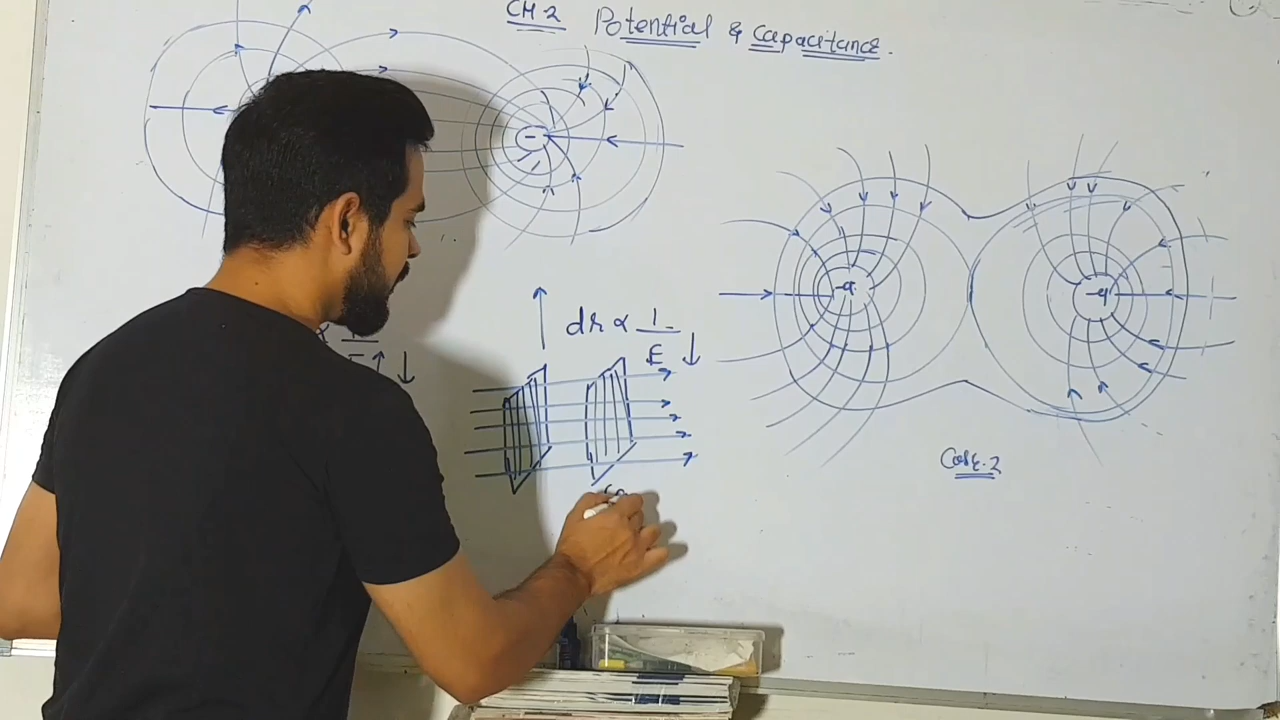 CH-2 Potential & Capacitance.
-
-q
-q
dr ∝ 1/E ↓
Case-2